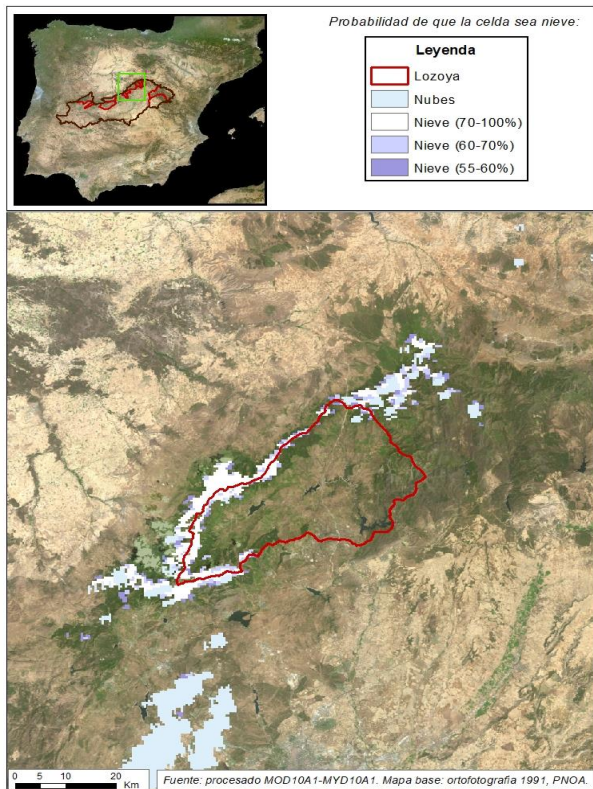 Probabilidad de que la celda sea nieve:
Leyenda
Lozoya
Nubes
Nieve (70-100%)
Nieve (60-70%)
Nieve (55-60%)
0 5 10 20
Km
Fuente: procesado MOD10A1-MYD10A1. Mapa base: ortofotografia 1991, PNOA.